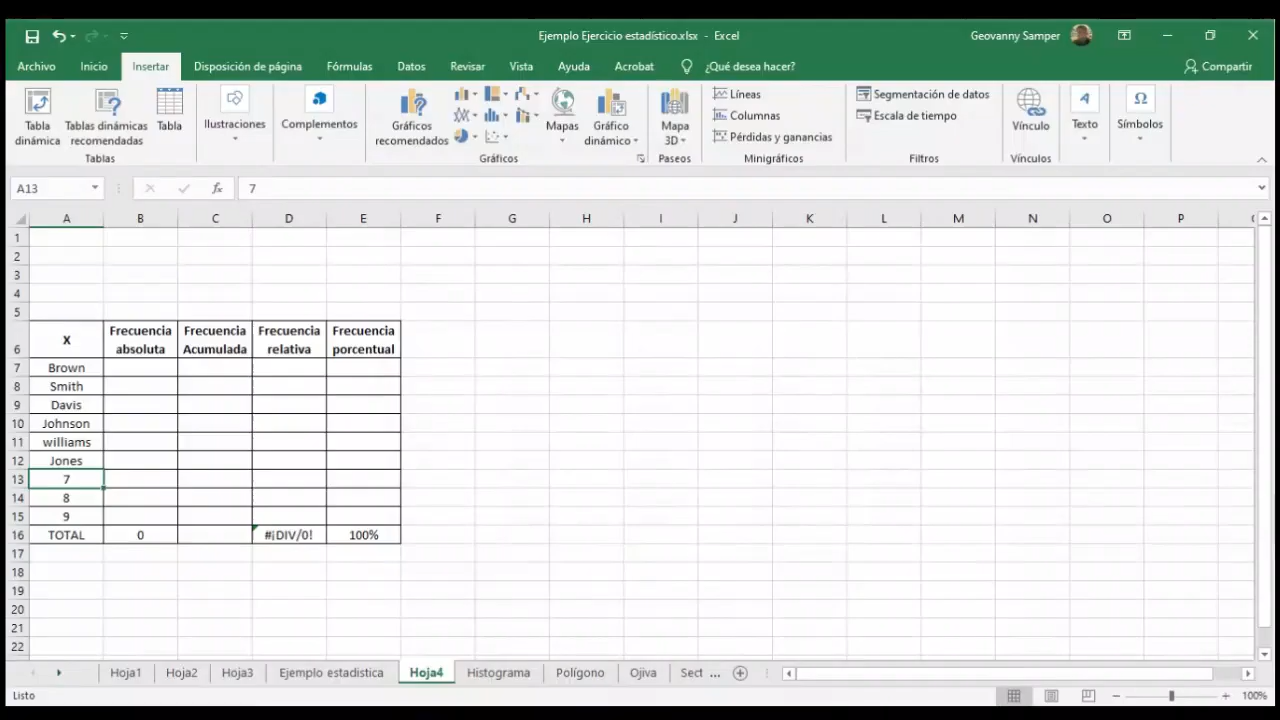 Ejemplo Ejercicio estadístico.xlsx - Excel
Geovanny Samper
Archivo Inicio Insertar Disposición de página Fórmulas Datos Revisar Vista Ayuda Acrobat ¿Qué desea hacer? Compartir
Tabla dinámica
Tablas dinámicas recomendadas
Tabla
Tablas
Ilustraciones
Complementos
Gráficos recomendados
Mapas
Gráfico dinámico
Gráficos
Mapa 3D
Paseos
Líneas
Columnas
Pérdidas y ganancias
Minigráficos
Segmentación de datos
Escala de tiempo
Filtros
Vínculo
Vínculos
Texto
Símbolos
A13 fx 7
A B C D E F G H I J K L M N O P
1
2
3
4
5
6 X Frecuencia absoluta Frecuencia Acumulada Frecuencia relativa Frecuencia porcentual
7 Brown
8 Smith
9 Davis
10 Johnson
11 williams
12 Jones
13 7
14 8
15 9
16 TOTAL 0 #¡DIV/0! 100%
17
18
19
20
21
22
Hoja1 Hoja2 Hoja3 Ejemplo estadistica Hoja4 Histograma Polígono Ojiva Sect ...
Listo
100%